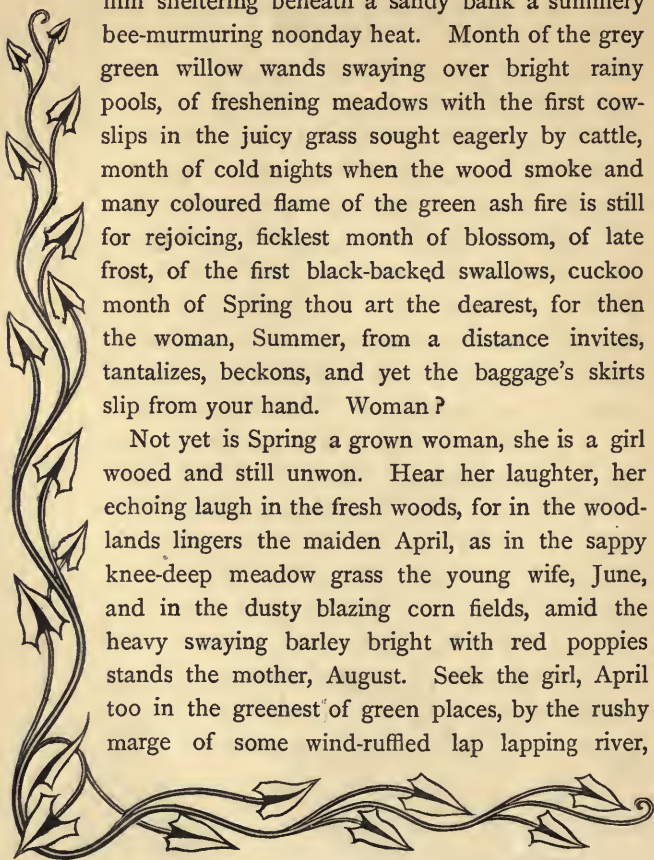 him sheltering beneath a sandy bank a summery
bee-murmuring noonday heat. Month of the grey
green willow wands swaying over bright rainy
pools, of freshening meadows with the first cow-
slips in the juicy grass sought eagerly by cattle,
month of cold nights when the wood smoke and
many coloured flame of the green ash fire is still
for rejoicing, ficklest month of blossom, of late
frost, of the first black-backed swallows, cuckoo
month of Spring thou art the dearest, for then
the woman, Summer, from a distance invites,
tantalizes, beckons, and yet the baggage's skirts
slip from your hand. Woman?
Not yet is Spring a grown woman, she is a girl
wooed and still unwon. Hear her laughter, her
echoing laugh in the fresh woods, for in the wood-
lands lingers the maiden April, as in the sappy
knee-deep meadow grass the young wife, June,
and in the dusty blazing corn fields, amid the
heavy swaying barley bright with red poppies
stands the mother, August. Seek the girl, April
too in the greenest of green places, by the rushy
marge of some wind-ruffled lap lapping river,